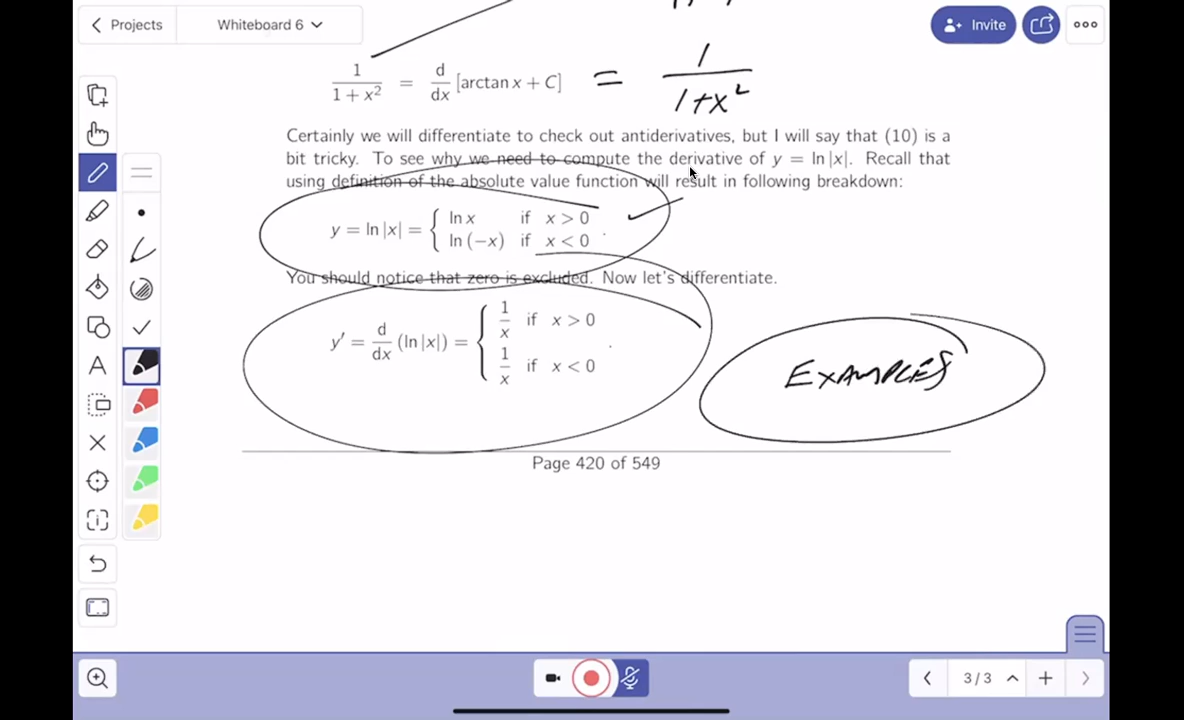 Projects
Whiteboard 6
Invite
1/(1 + x²) = d/dx [arctan x + C] = 1/(1+x²)
Certainly we will differentiate to check out antiderivatives, but I will say that (10) is a
bit tricky. To see why we need to compute the derivative of y = ln |x|. Recall that
using definition of the absolute value function will result in following breakdown:
y = ln |x| = { ln x if x > 0
ln (−x) if x < 0 .
You should notice that zero is excluded. Now let's differentiate.
y′ = d/dx (ln |x|) = { 1/x if x > 0
1/x if x < 0 .
EXAMPLES
Page 420 of 549
3 / 3